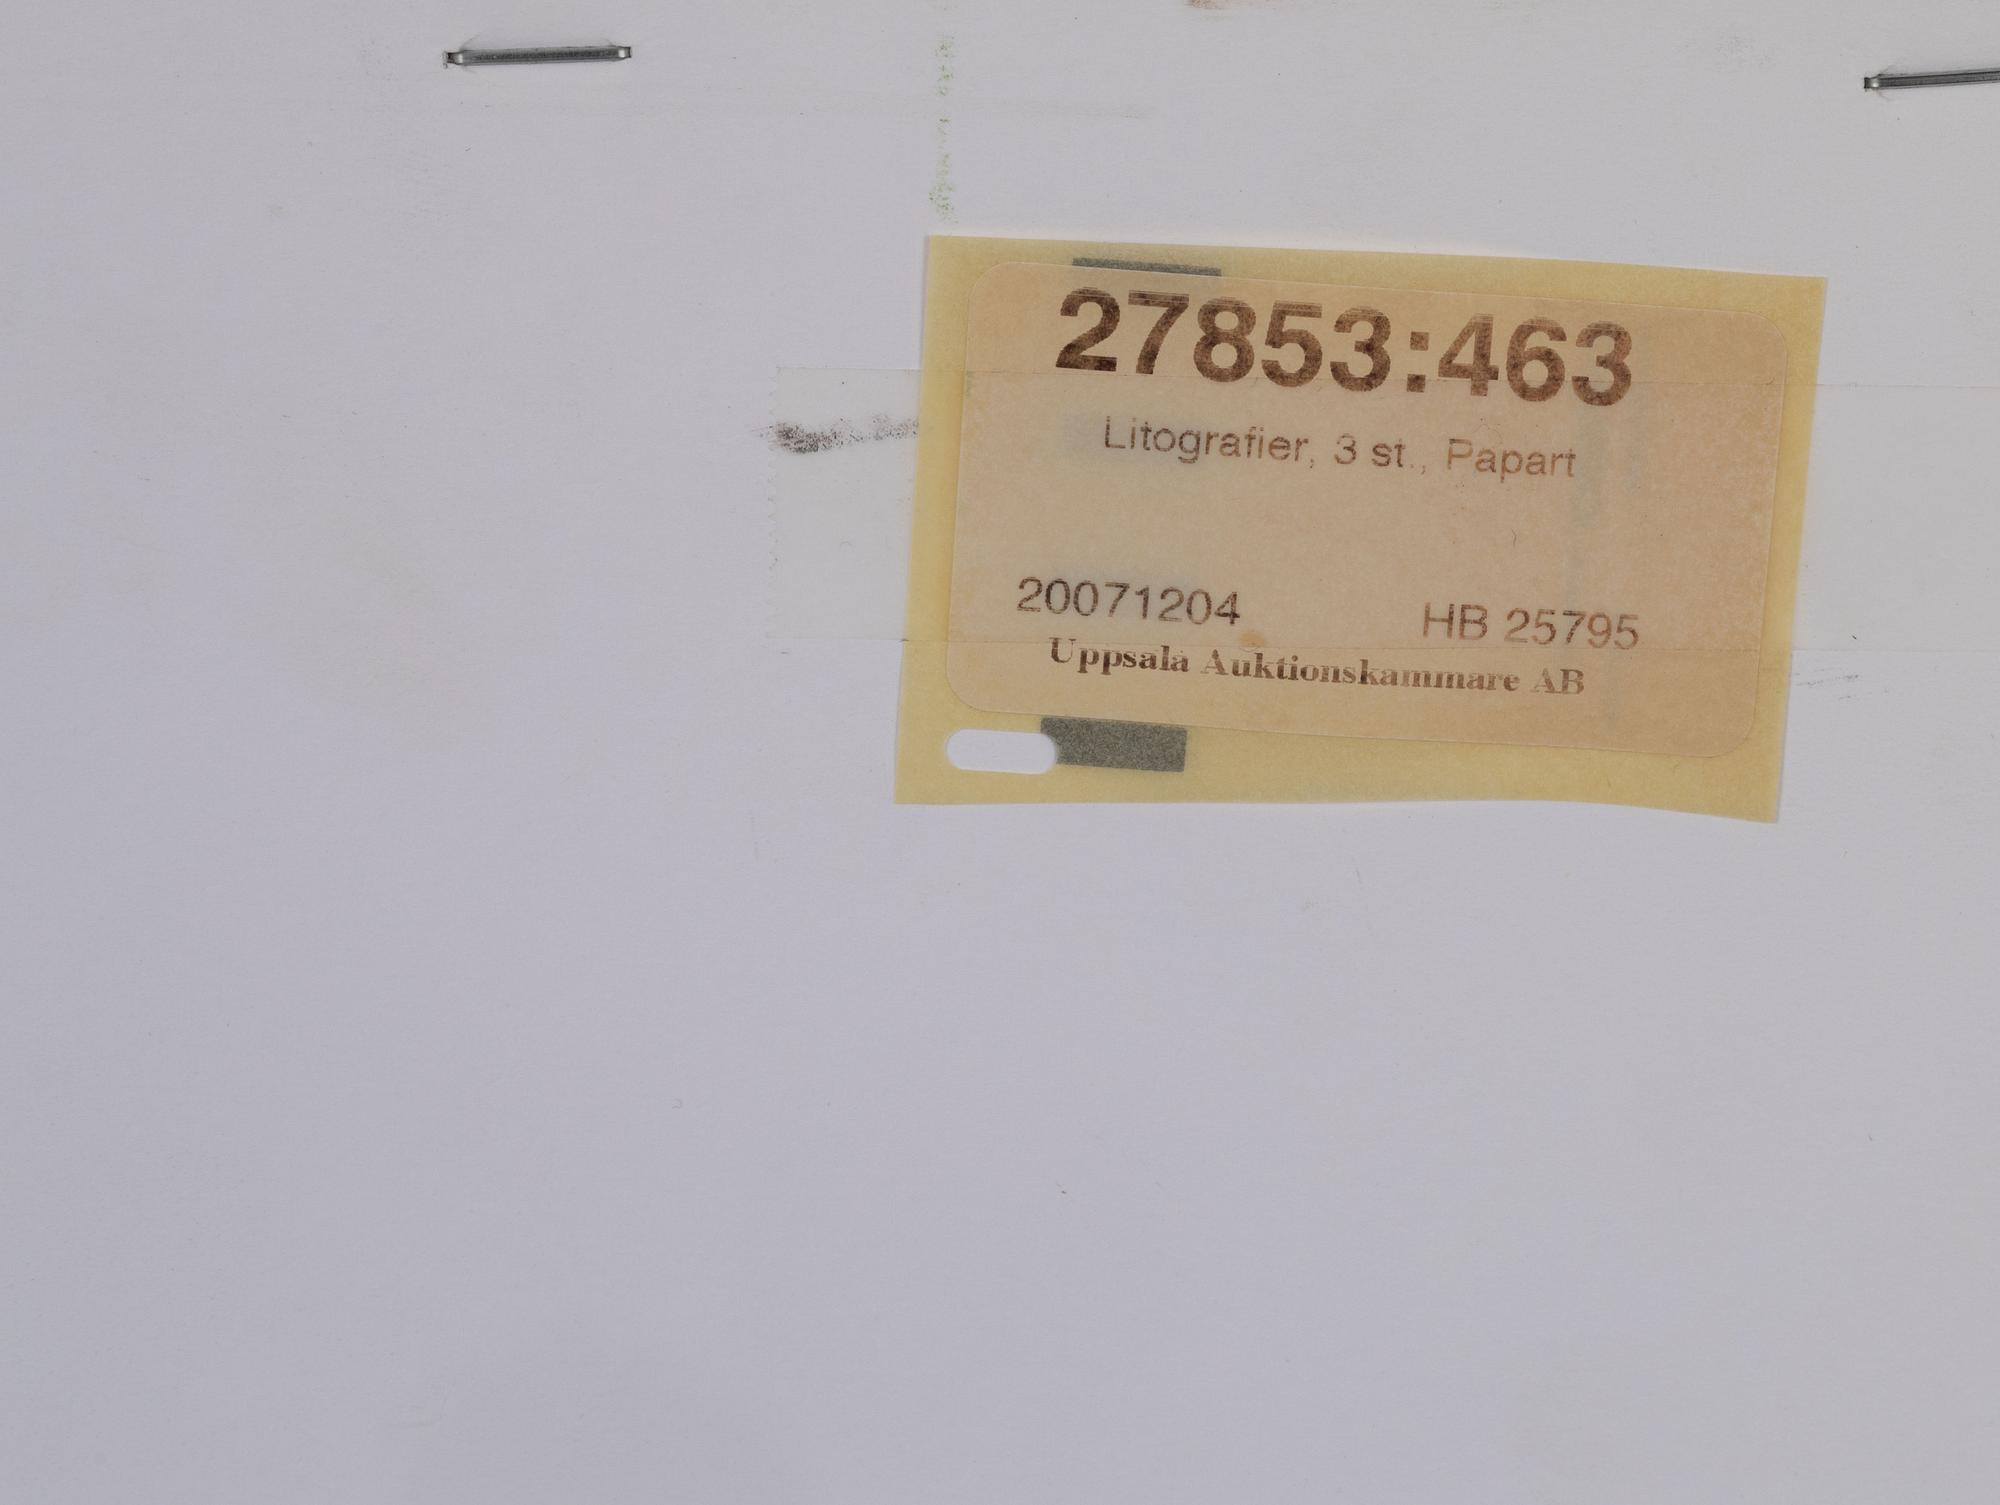 27853:463
Litografier, 3 st., Papart
20071204 HB 25795
Uppsala Auktionskammare AB